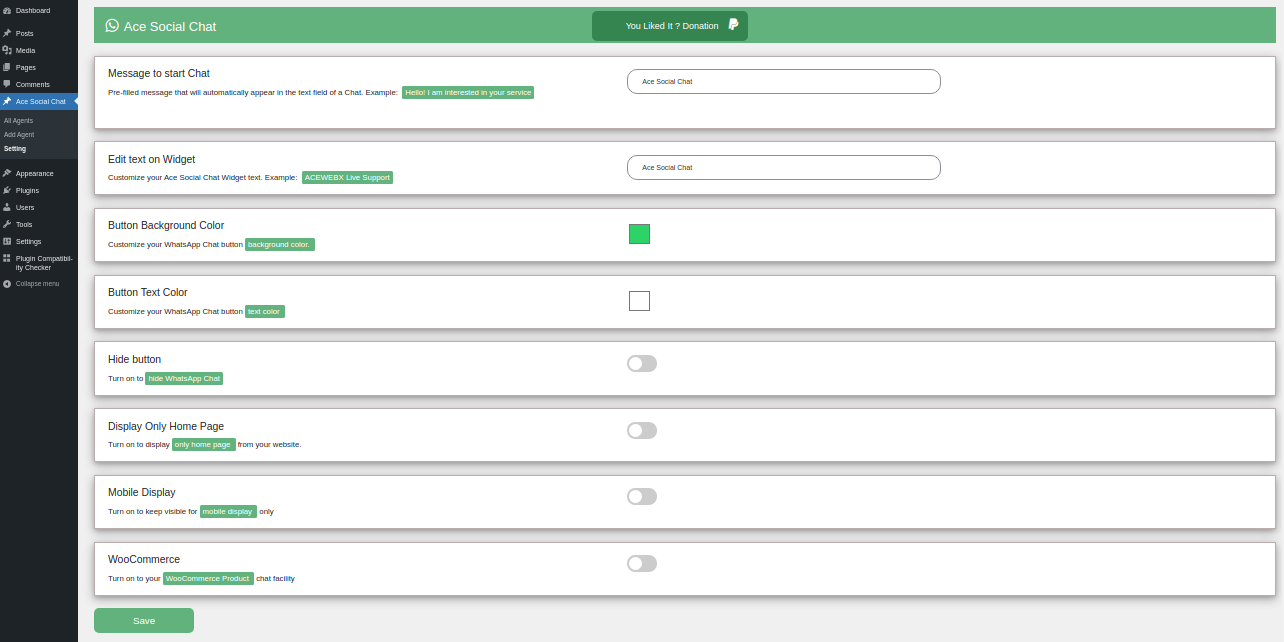 Dashboard
Posts
Media
Pages
Comments
Ace Social Chat
All Agents
Add Agent
Setting
Appearance
Plugins
Users
Tools
Settings
Plugin Compatibil-
ity Checker
Collapse menu
Ace Social Chat
You Liked It ? Donation
Message to start Chat
Pre-filled message that will automatically appear in the text field of a Chat. Example: Hello! I am interested in your service
Ace Social Chat
Edit text on Widget
Customize your Ace Social Chat Widget text. Example: ACEWEBX Live Support
Ace Social Chat
Button Background Color
Customize your WhatsApp Chat button background color.
Button Text Color
Customize your WhatsApp Chat button text color
Hide button
Turn on to hide WhatsApp Chat
Display Only Home Page
Turn on to display only home page from your website.
Mobile Display
Turn on to keep visible for mobile display only
WooCommerce
Turn on to your WooCommerce Product chat facility
Save